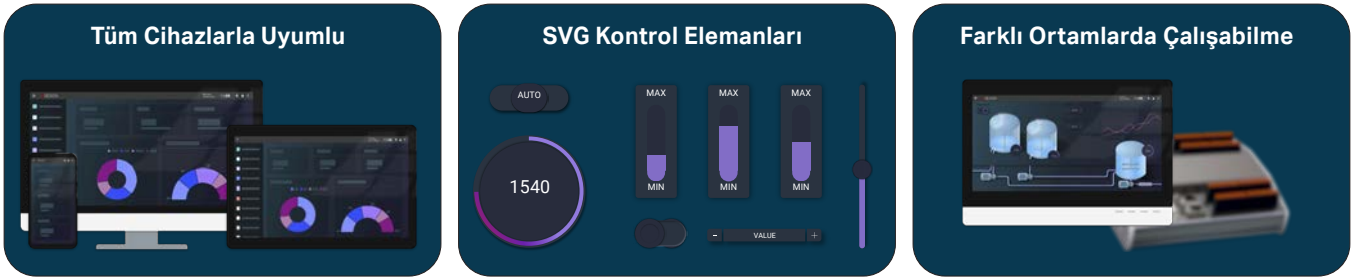 Tüm Cihazlarla Uyumlu
SVG Kontrol Elemanları
AUTO
1540
MAX
MIN
MAX
MIN
MAX
MIN
- VALUE +
Farklı Ortamlarda Çalışabilme